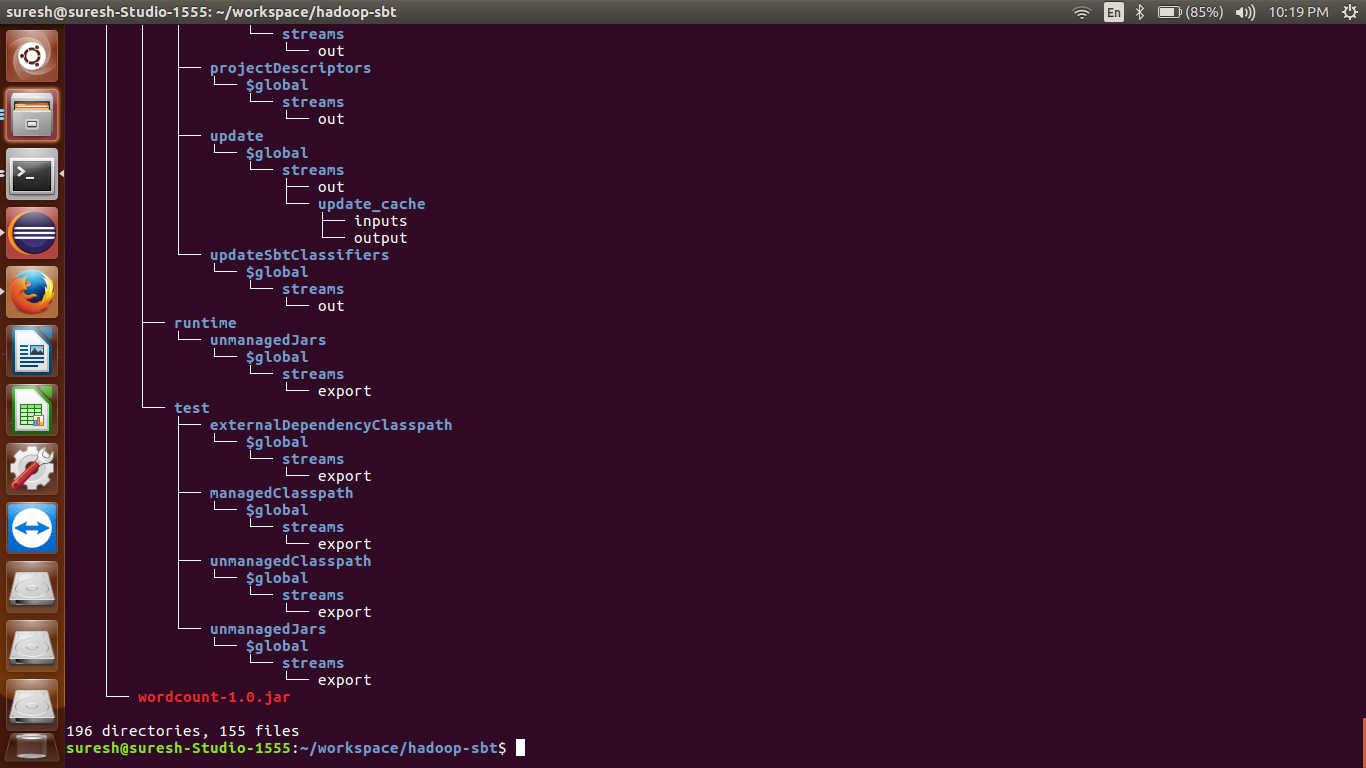 suresh@suresh-Studio-1555: ~/workspace/hadoop-sbt En (85%) 10:19 PM
streams
out
projectDescriptors
$global
streams
out
update
$global
streams
out
update_cache
inputs
output
updateSbtClassifiers
$global
streams
out
runtime
unmanagedJars
$global
streams
export
test
externalDependencyClasspath
$global
streams
export
managedClasspath
$global
streams
export
unmanagedClasspath
$global
streams
export
unmanagedJars
$global
streams
export
wordcount-1.0.jar
196 directories, 155 files
suresh@suresh-Studio-1555:~/workspace/hadoop-sbt$